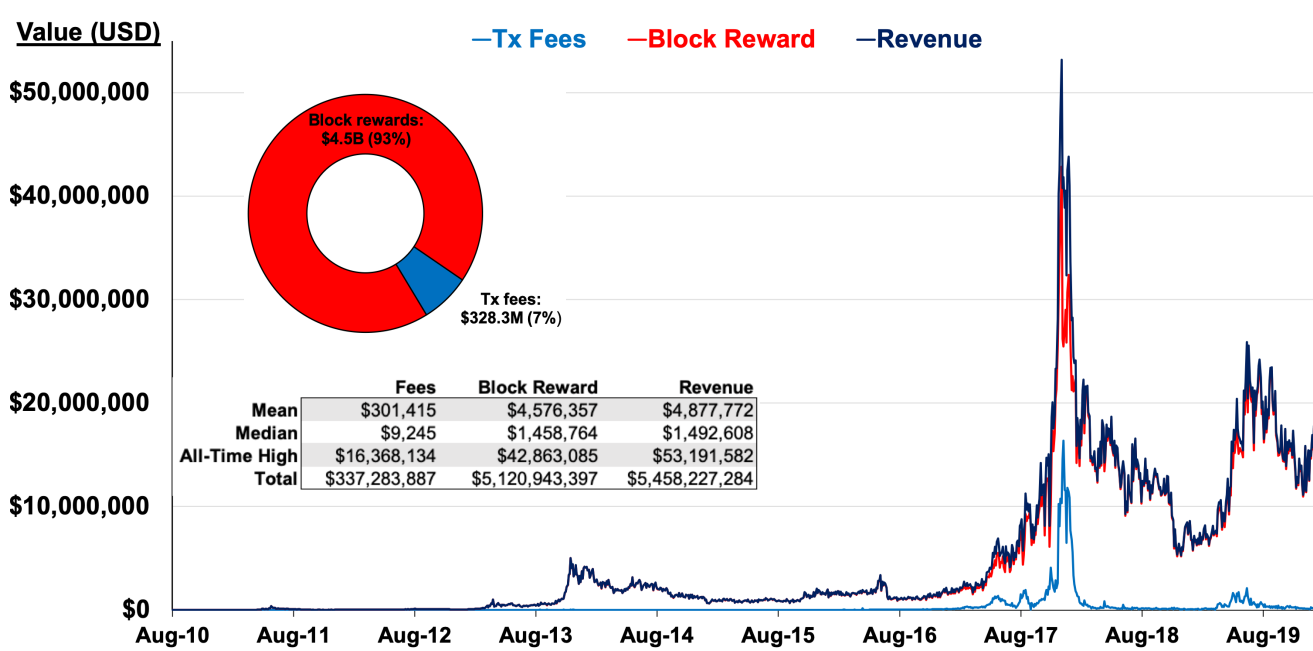 Value (USD)
Tx Fees Block Reward Revenue
$50,000,000
$40,000,000
$30,000,000
$20,000,000
$10,000,000
$0
Block rewards:
$4.5B (93%)
Tx fees:
$328.3M (7%)
Fees Block Reward Revenue
Mean $301,415 $4,576,357 $4,877,772
Median $9,245 $1,458,764 $1,492,608
All-Time High $16,368,134 $42,863,085 $53,191,582
Total $337,283,887 $5,120,943,397 $5,458,227,284
Aug-10 Aug-11 Aug-12 Aug-13 Aug-14 Aug-15 Aug-16 Aug-17 Aug-18 Aug-19